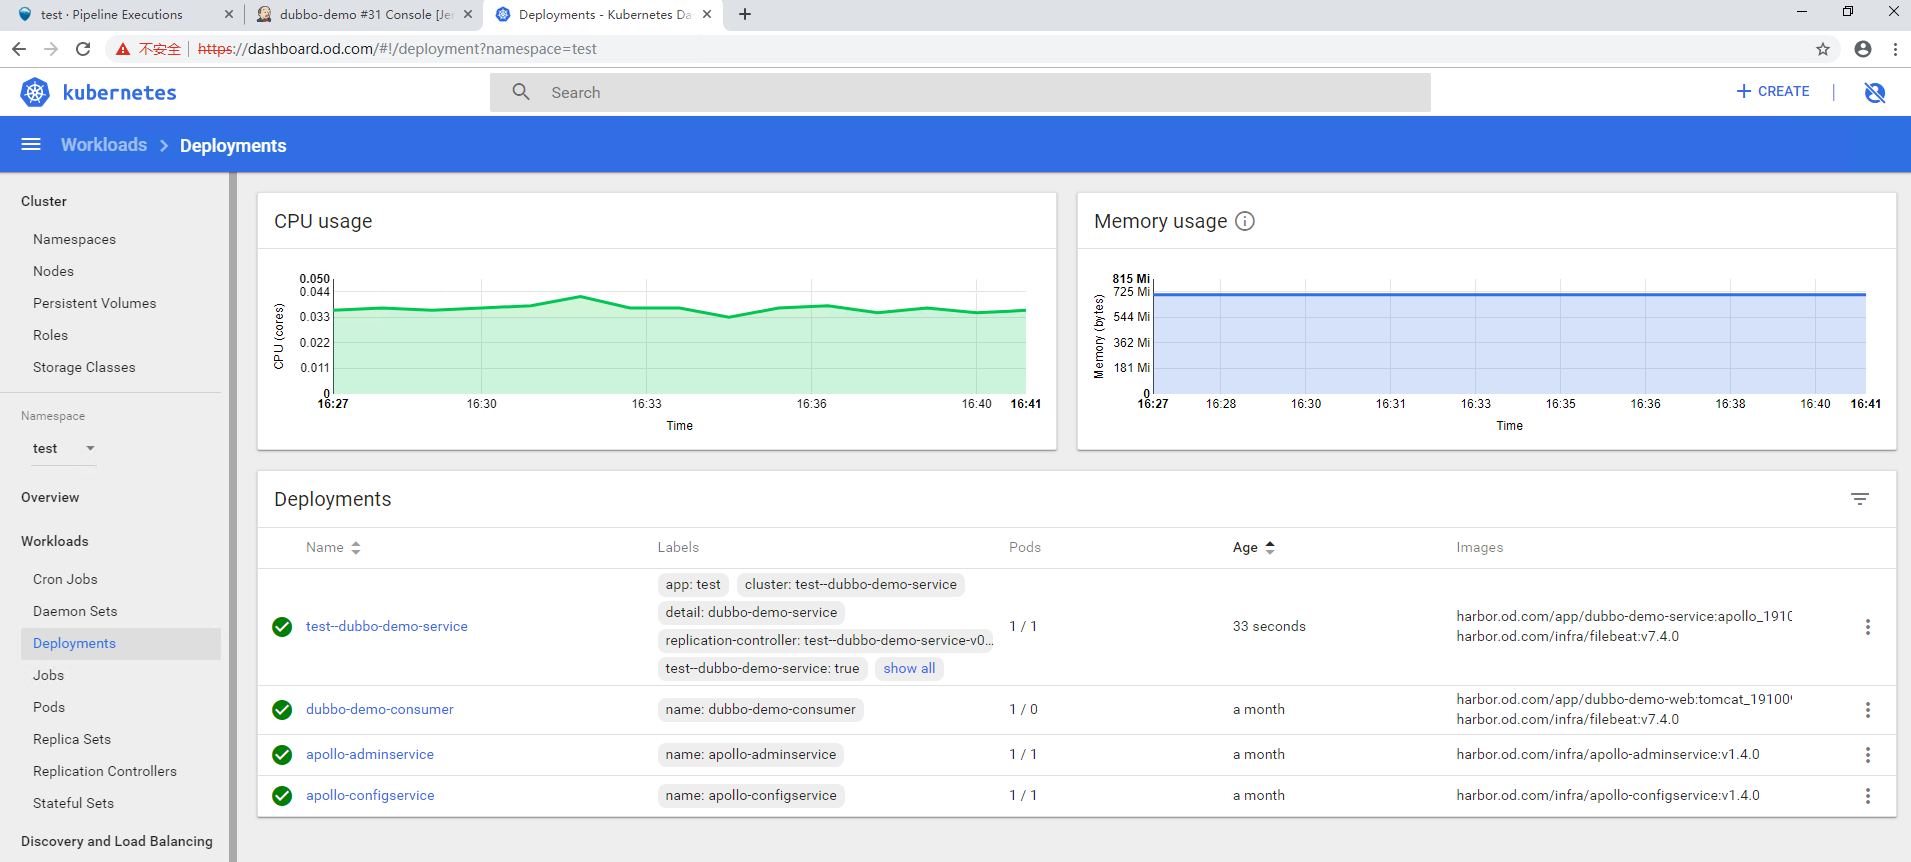 test · Pipeline Executions
dubbo-demo #31 Console [Je
Deployments - Kubernetes Da
不安全 https://dashboard.od.com/#!/deployment?namespace=test
kubernetes
Search
CREATE
Workloads
Deployments
Cluster
Namespaces
Nodes
Persistent Volumes
Roles
Storage Classes
Namespace
test
Overview
Workloads
Cron Jobs
Daemon Sets
Deployments
Jobs
Pods
Replica Sets
Replication Controllers
Stateful Sets
Discovery and Load Balancing
CPU usage
CPU (cores)
0.050
0.044
0.033
0.022
0.011
0
16:27 16:30 16:33 16:36 16:40 16:41
Time
Memory usage
Memory (bytes)
815 Mi
725 Mi
544 Mi
362 Mi
181 Mi
0
16:27 16:28 16:30 16:31 16:33 16:35 16:36 16:38 16:40 16:41
Time
Deployments
Name Labels Pods Age Images
test--dubbo-demo-service
app: test cluster: test--dubbo-demo-service
detail: dubbo-demo-service
replication-controller: test--dubbo-demo-service-v0...
test--dubbo-demo-service: true show all
1 / 1
33 seconds
harbor.od.com/app/dubbo-demo-service:apollo_1910
harbor.od.com/infra/filebeat:v7.4.0
dubbo-demo-consumer name: dubbo-demo-consumer 1 / 0 a month
harbor.od.com/app/dubbo-demo-web:tomcat_19100
harbor.od.com/infra/filebeat:v7.4.0
apollo-adminservice name: apollo-adminservice 1 / 1 a month harbor.od.com/infra/apollo-adminservice:v1.4.0
apollo-configservice name: apollo-configservice 1 / 1 a month harbor.od.com/infra/apollo-configservice:v1.4.0